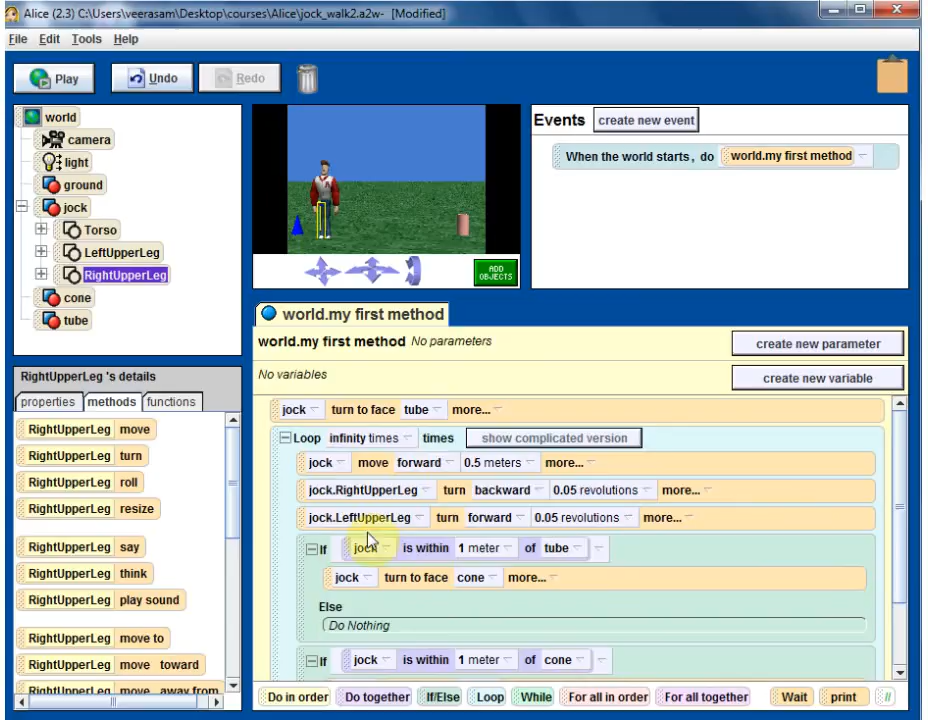 Alice (2.3) C:\Users\veerasam\Desktop\courses\Alice\jock_walk2.a2w- [Modified]
File Edit Tools Help
Play Undo Redo
world
camera
light
ground
jock
Torso
LeftUpperLeg
RightUpperLeg
cone
tube
ADD
OBJECTS
Events create new event
When the world starts, do world.my first method
RightUpperLeg 's details
properties methods functions
RightUpperLeg move
RightUpperLeg turn
RightUpperLeg roll
RightUpperLeg resize
RightUpperLeg say
RightUpperLeg think
RightUpperLeg play sound
RightUpperLeg move to
RightUpperLeg move toward
RightUpperLeg move away from
world.my first method
world.my first method No parameters create new parameter
No variables create new variable
jock turn to face tube more...
Loop infinity times times show complicated version
jock move forward 0.5 meters more...
jock.RightUpperLeg turn backward 0.05 revolutions more...
jock.LeftUpperLeg turn forward 0.05 revolutions more...
If jock is within 1 meter of tube
jock turn to face cone more...
Else
Do Nothing
If jock is within 1 meter of cone
Do in order Do together If/Else Loop While For all in order For all together Wait print //